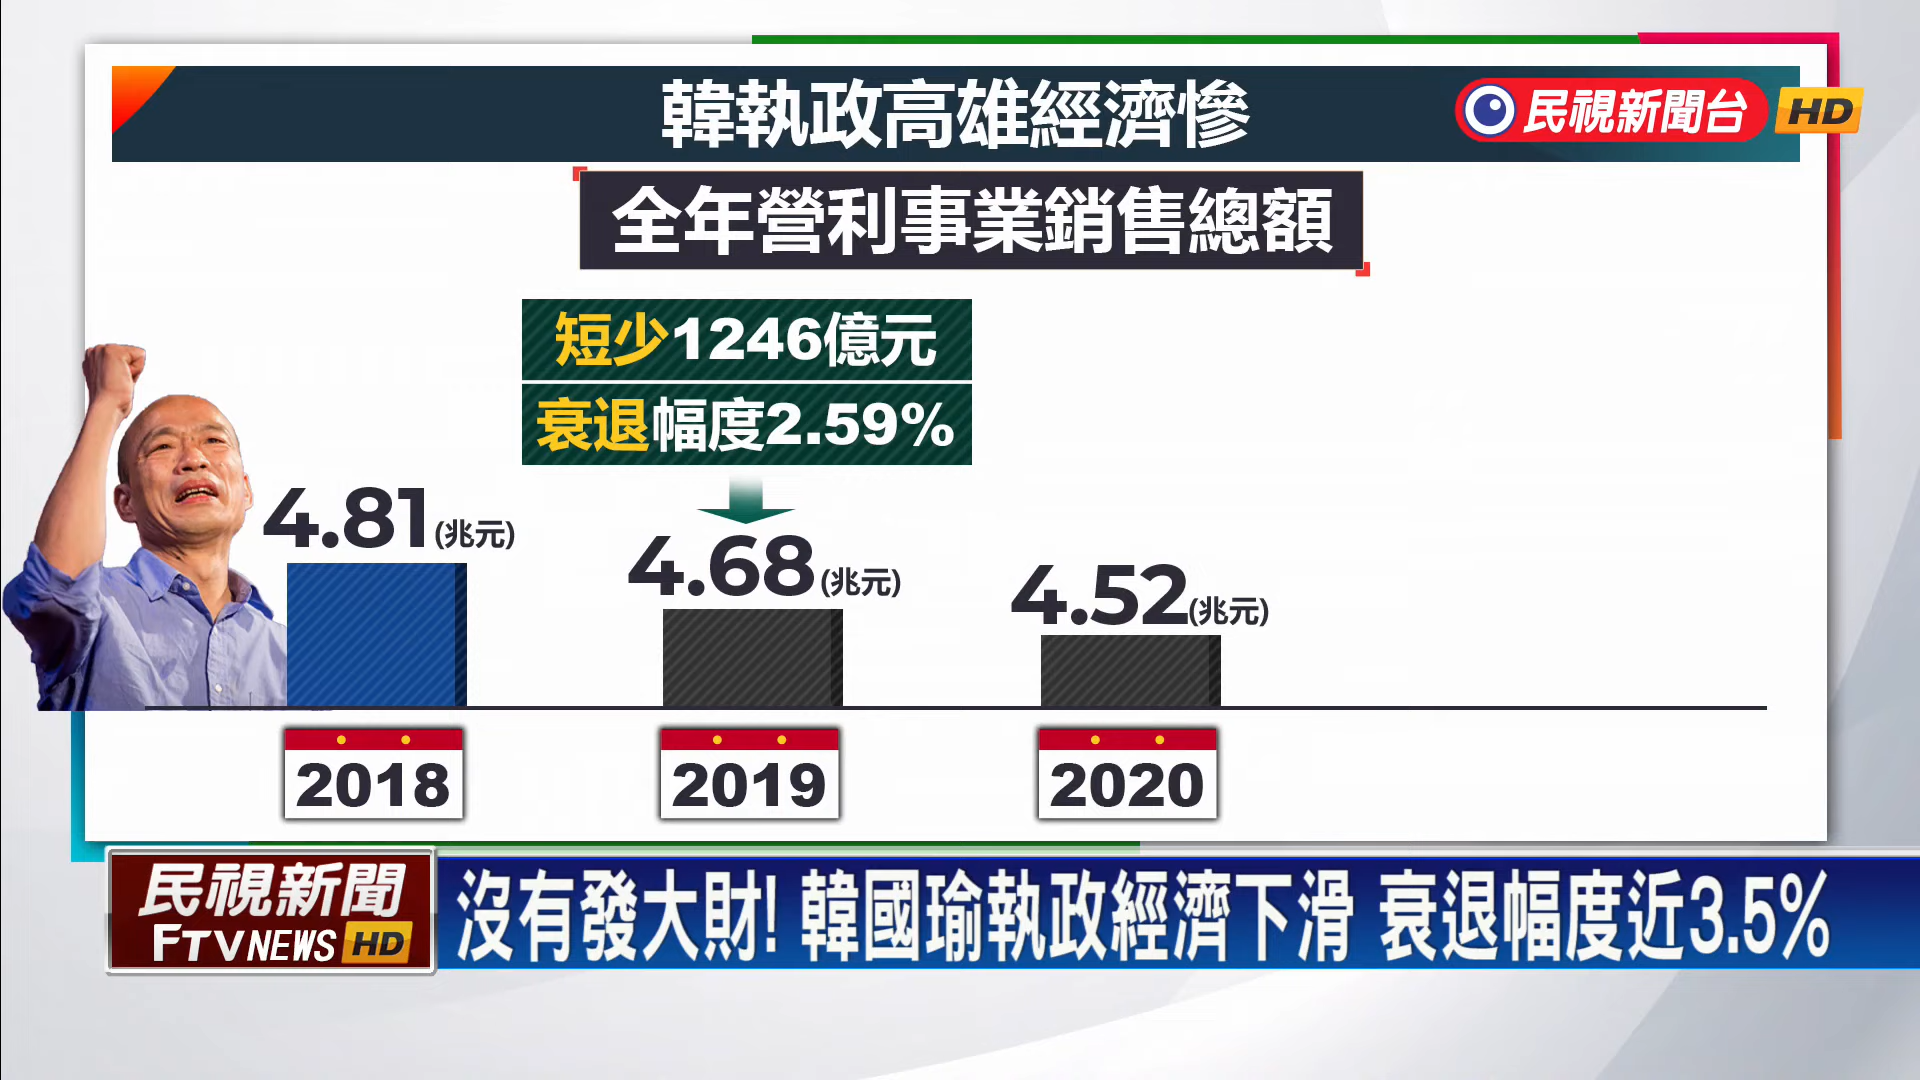 韓執政高雄經濟慘
民視新聞台 HD
全年營利事業銷售總額
短少1246億元
衰退幅度2.59%
4.81(兆元)
4.68(兆元)
4.52(兆元)
2018
2019
2020
民視新聞
FTVNEWS HD
沒有發大財! 韓國瑜執政經濟下滑 衰退幅度近3.5%